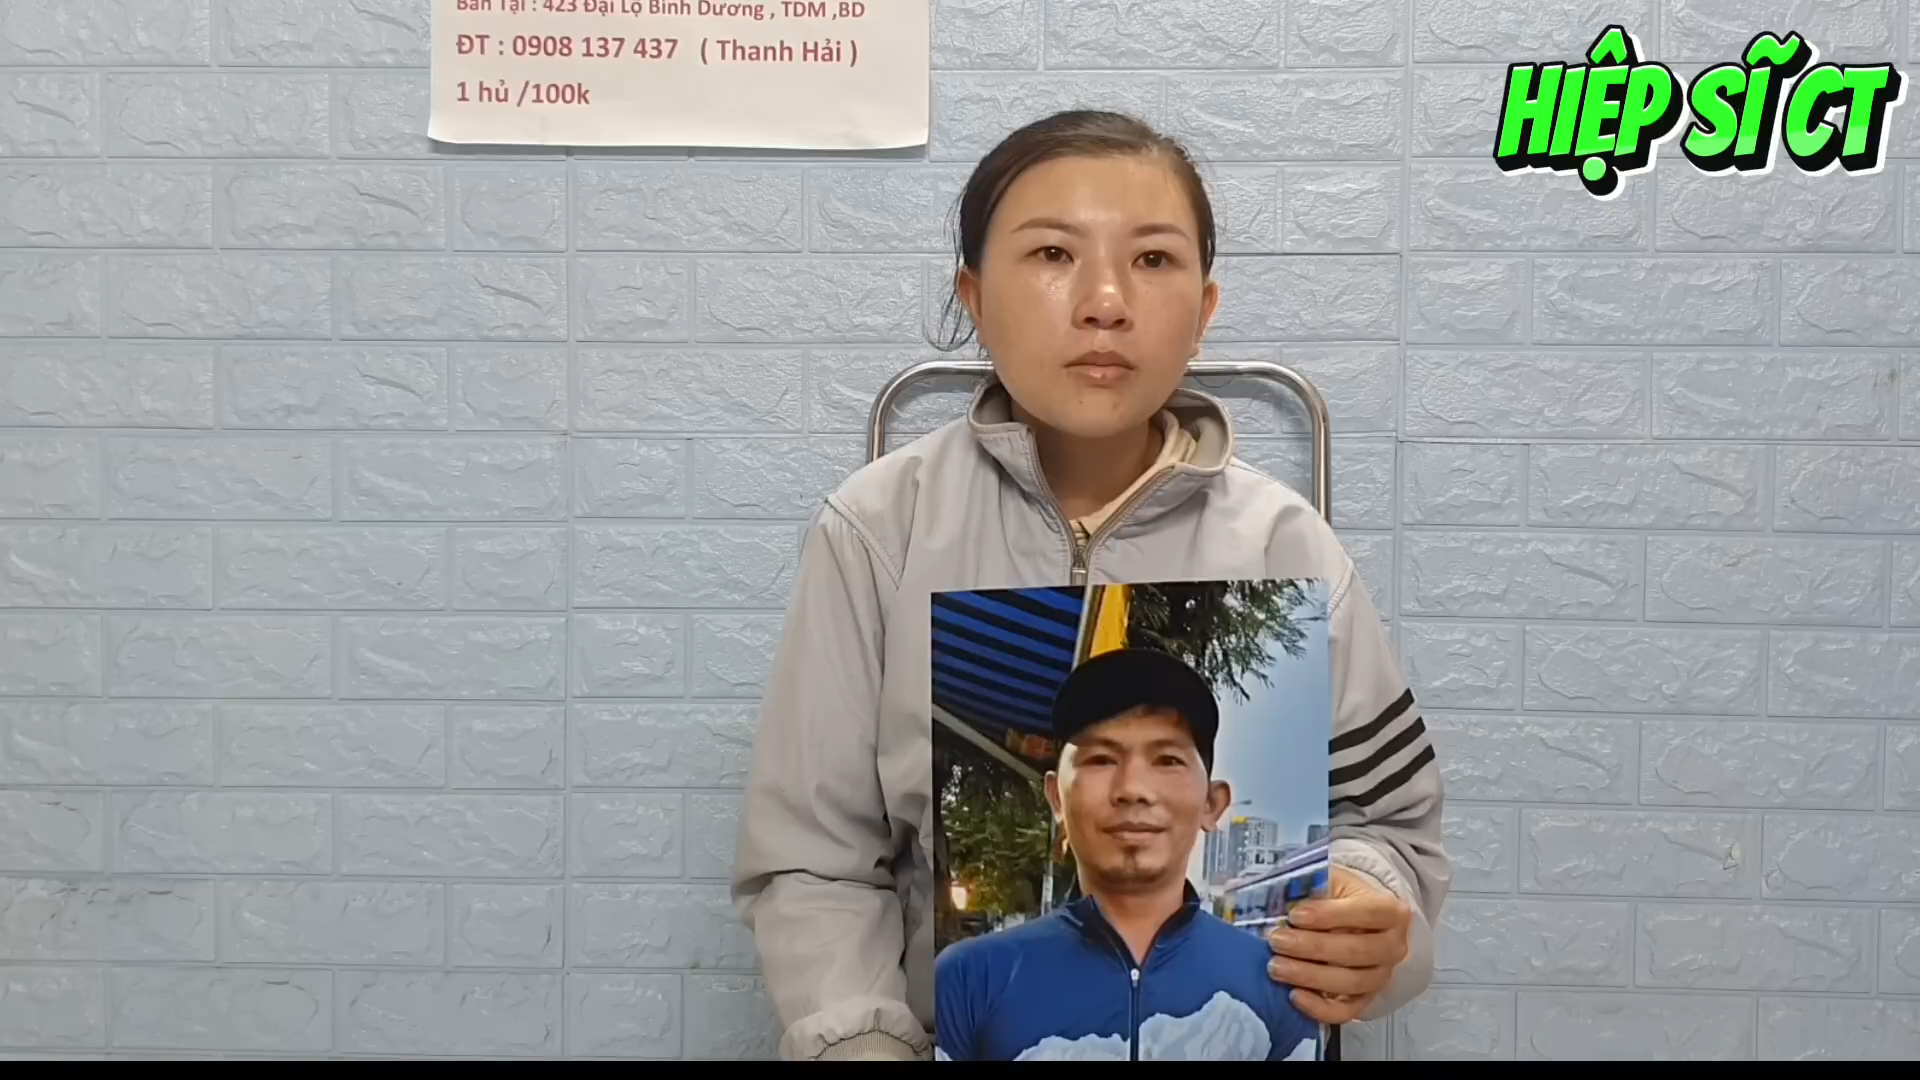 Bán Tại : 423 Đại Lộ Bình Dương , TDM ,BD
ĐT : 0908 137 437 ( Thanh Hải )
1 hủ /100k
HIỆP SĨ CT